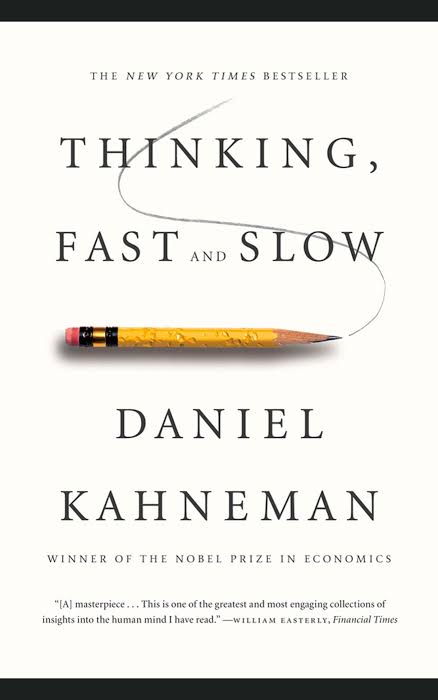 THE NEW YORK TIMES BESTSELLER
THINKING,
FAST AND SLOW
DANIEL
KAHNEMAN
WINNER OF THE NOBEL PRIZE IN ECONOMICS
“[A] masperpiece . . . This is one of the greatest and most engaging collections of
insights into the human mind I have read.” —WILLIAM EASTERLY, Financial Times